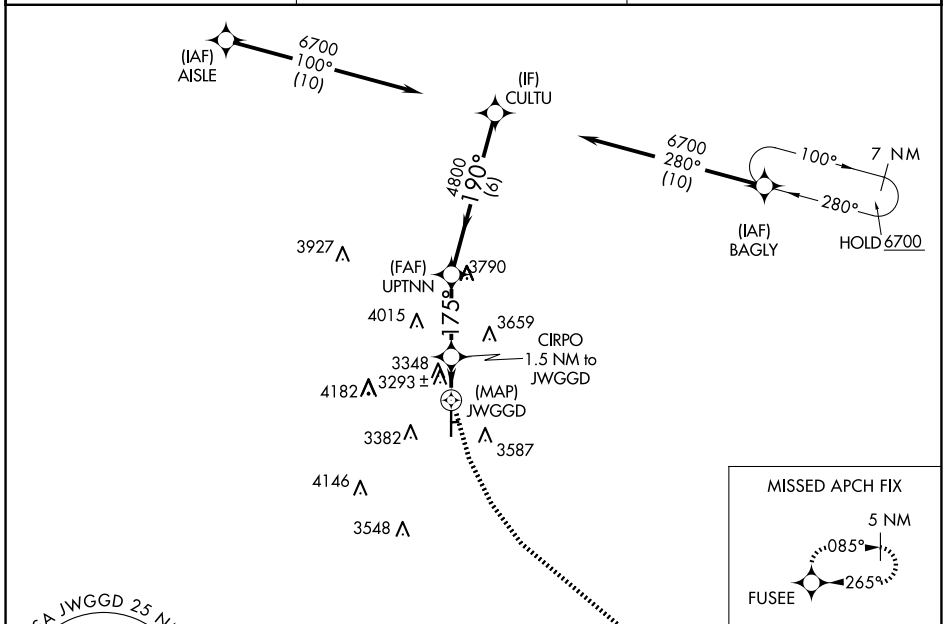 (IAF)
AISLE
6700
100°
(10)
(IF)
CULTU
6700
280°
(10)
100°
7 NM
280°
(IAF)
BAGLY
HOLD 6700
4800
190°
(6)
3927
(FAF)
UPTNN
3790
4015
175°
3659
CIRPO
1.5 NM to
JWGGD
3348
3293 ±
4182
(MAP)
JWGGD
3382
3587
4146
3548
MISSED APCH FIX
5 NM
085°
265°
FUSEE
JWGGD 25